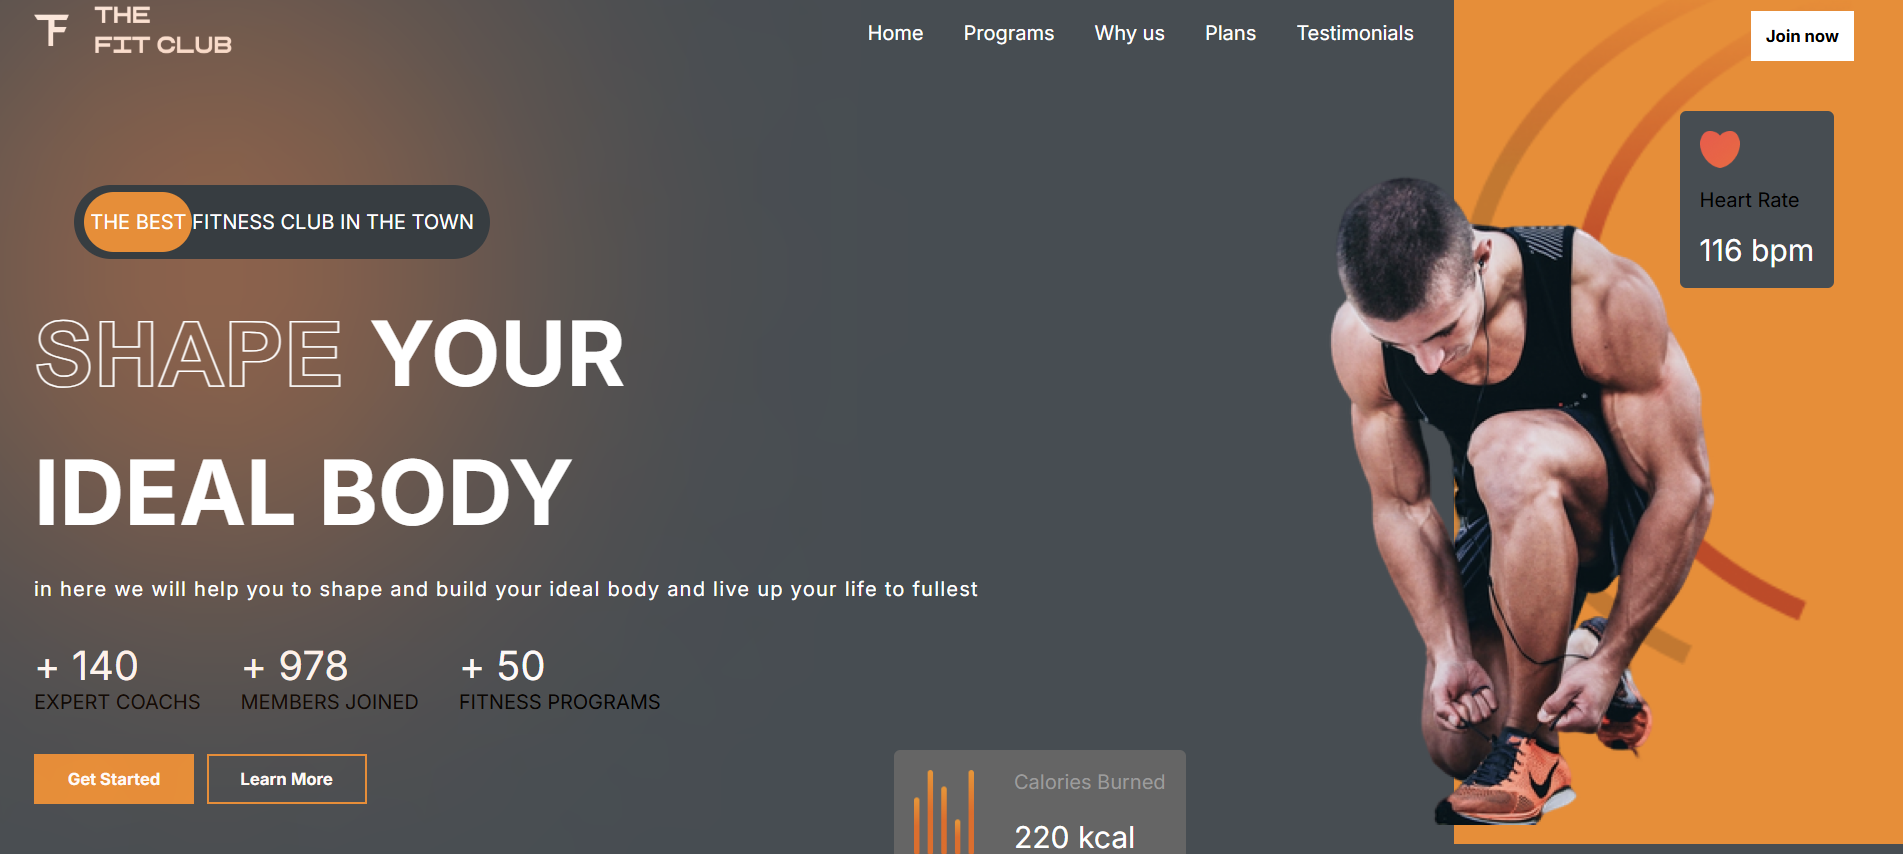 THE
FIT CLUB
Home
Programs
Why us
Plans
Testimonials
Join now
Heart Rate
116 bpm
THE BEST FITNESS CLUB IN THE TOWN
SHAPE YOUR
IDEAL BODY
in here we will help you to shape and build your ideal body and live up your life to fullest
+ 140
EXPERT COACHS
+ 978
MEMBERS JOINED
+ 50
FITNESS PROGRAMS
Get Started
Learn More
Calories Burned
220 kcal